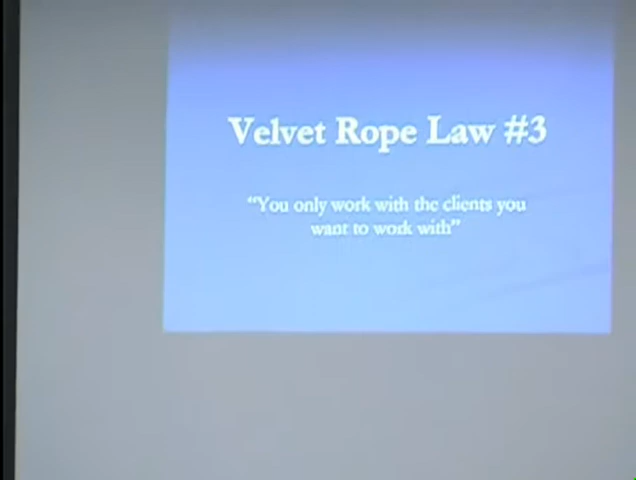 Velvet Rope Law #3
“You only work with the clients you
want to work with”